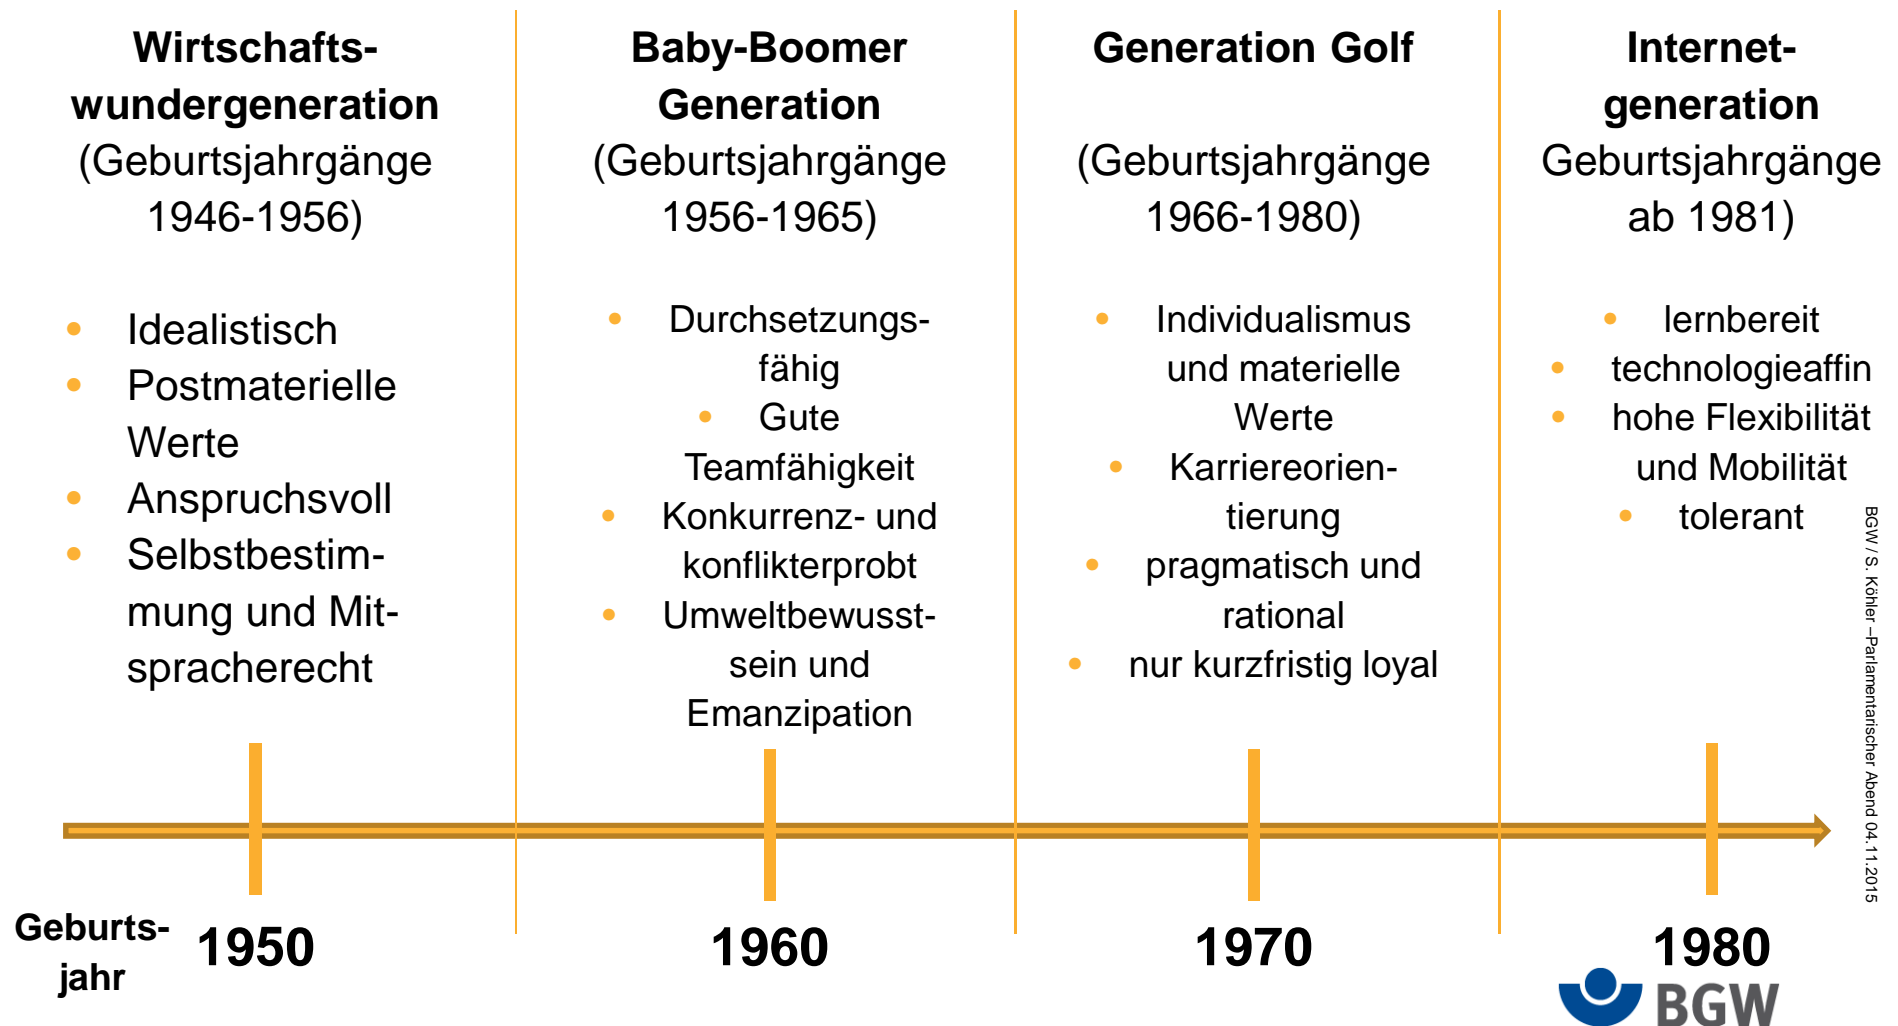 Wirtschafts-
wundergeneration
(Geburtsjahrgänge
1946-1956)
• Idealistisch
• Postmaterielle
Werte
• Anspruchsvoll
• Selbstbestim-
mung und Mit-
spracherecht
Baby-Boomer
Generation
(Geburtsjahrgänge
1956-1965)
• Durchsetzungs-
fähig
• Gute
Teamfähigkeit
• Konkurrenz- und
konflikterprobt
• Umweltbewusst-
sein und
Emanzipation
Generation Golf
(Geburtsjahrgänge
1966-1980)
• Individualismus
und materielle
Werte
• Karriereorien-
tierung
• pragmatisch und
rational
• nur kurzfristig loyal
Internet-
generation
Geburtsjahrgänge
ab 1981)
• lernbereit
• technologieaffin
• hohe Flexibilität
und Mobilität
• tolerant
BGW / S. Köhler –Parlamentarischer Abend 04.11.2015
Geburts-
jahr
1950
1960
1970
1980
BGW